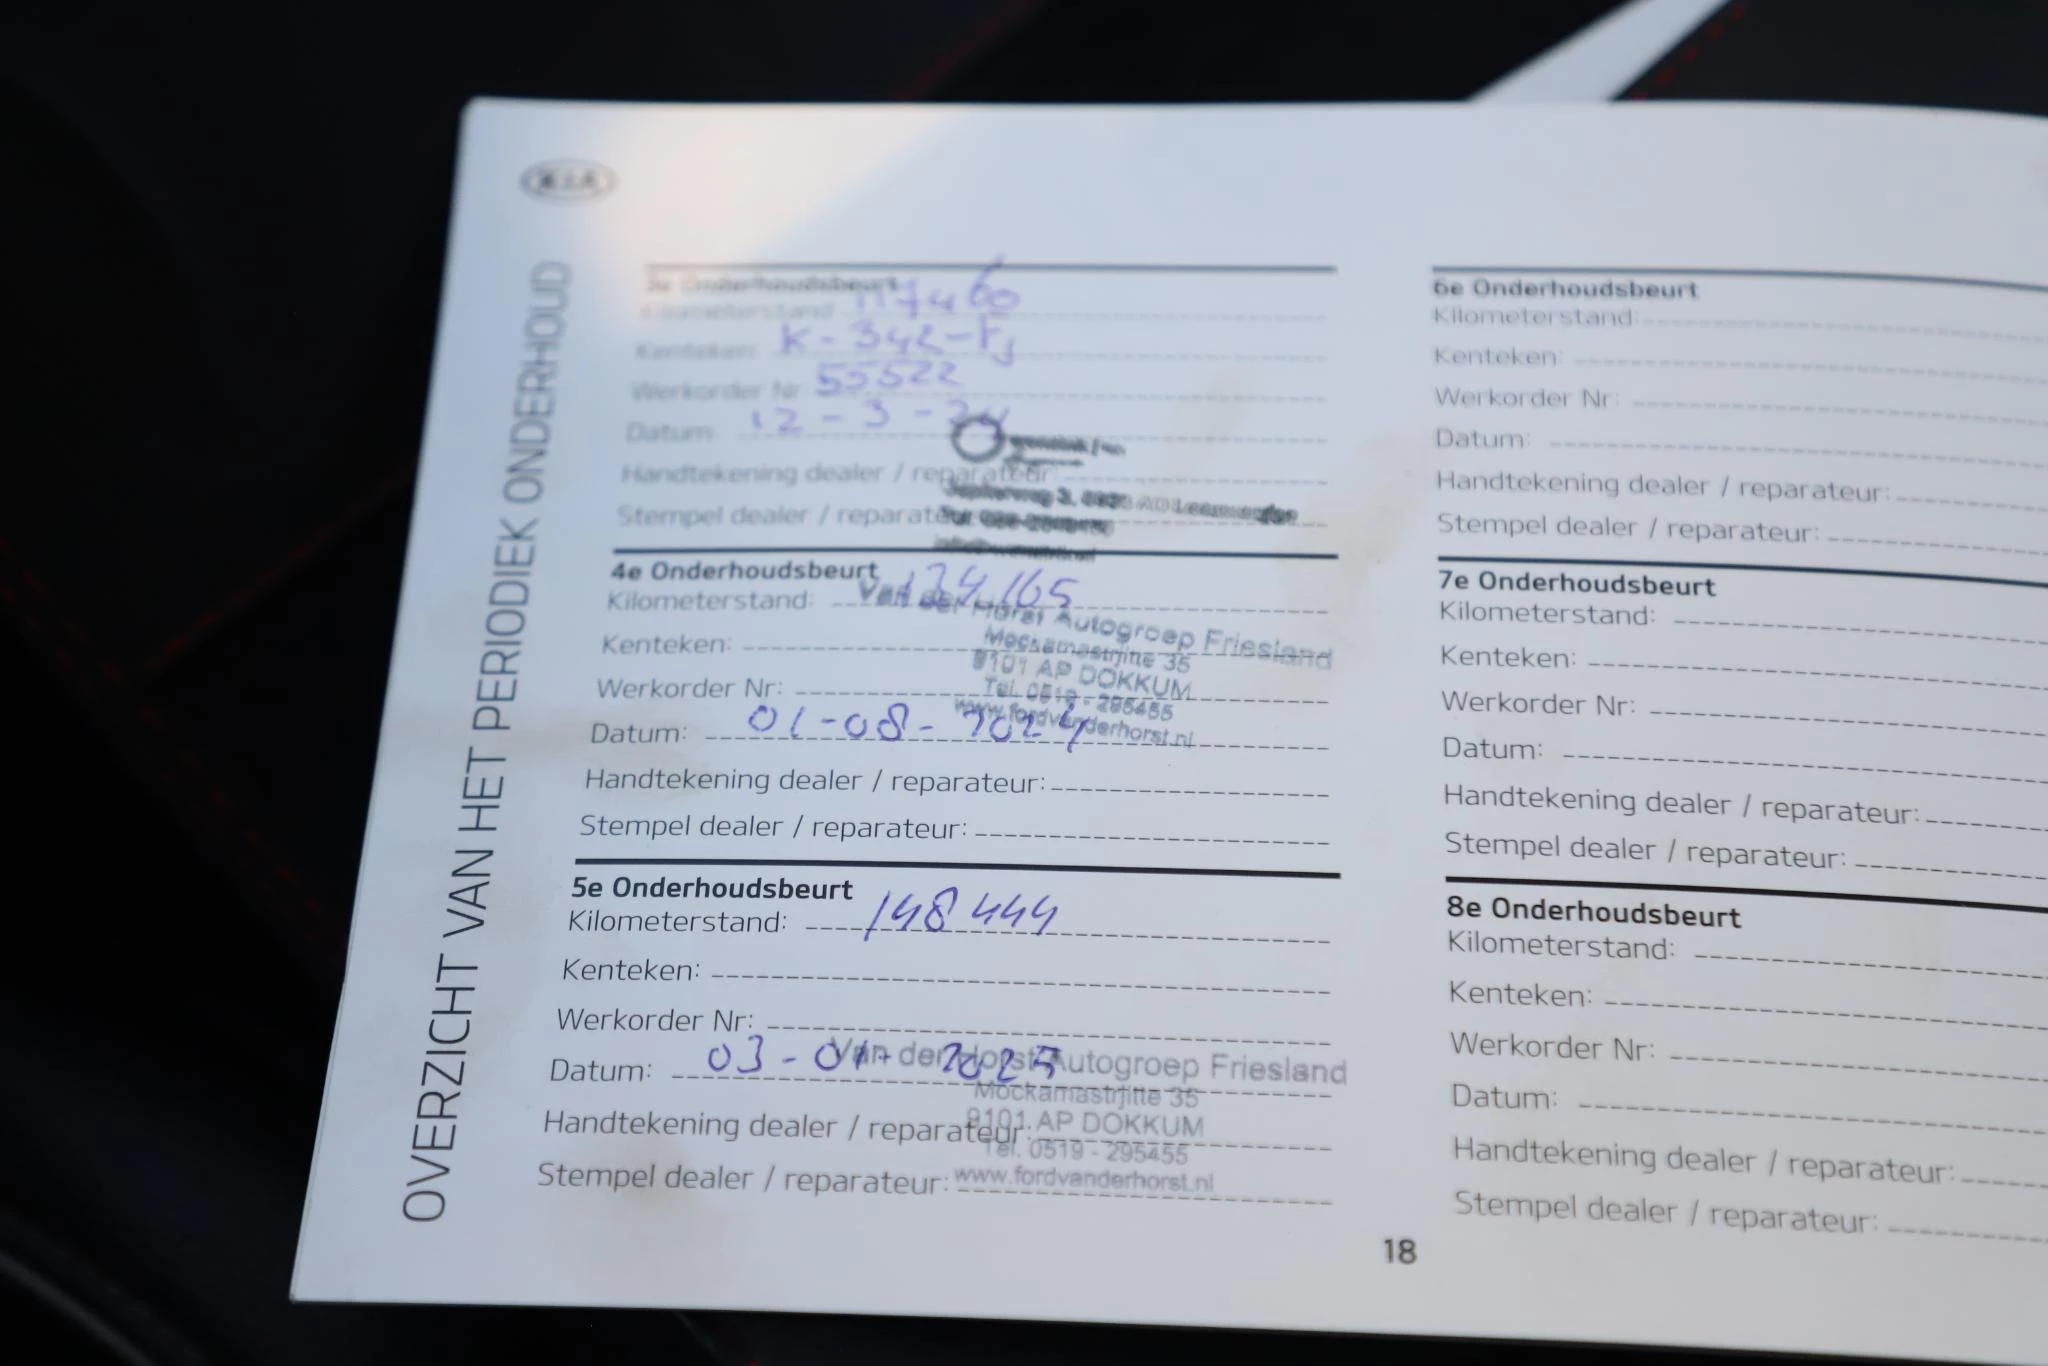 KIA
OVERZICHT VAN HET PERIODIEK ONDERHOUD
3e Onderhoudsbeurt
Kilometerstand: 117460
Kenteken: K-342-FJ
Werkorder Nr: 55522
Datum: 12-3-24
Handtekening dealer / reparateur:
Stempel dealer / reparateur:
4e Onderhoudsbeurt
Kilometerstand: 134165
Van der Horst Autogroep Friesland
Kenteken:
Mockamastrjitte 35
9101 AP DOKKUM
Werkorder Nr:
Tel. 0519 - 295455
www.fordvanderhorst.nl
Datum: 01-08-2024
Handtekening dealer / reparateur:
Stempel dealer / reparateur:
5e Onderhoudsbeurt
Kilometerstand: 148444
Kenteken:
Werkorder Nr:
Datum: 03-01-2025
Van der Horst Autogroep Friesland
Mockamastrjitte 35
9101 AP DOKKUM
Handtekening dealer / reparateur:
Tel. 0519 - 295455
www.fordvanderhorst.nl
Stempel dealer / reparateur:
6e Onderhoudsbeurt
Kilometerstand:
Kenteken:
Werkorder Nr:
Datum:
Handtekening dealer / reparateur:
Stempel dealer / reparateur:
7e Onderhoudsbeurt
Kilometerstand:
Kenteken:
Werkorder Nr:
Datum:
Handtekening dealer / reparateur:
Stempel dealer / reparateur:
8e Onderhoudsbeurt
Kilometerstand:
Kenteken:
Werkorder Nr:
Datum:
Handtekening dealer / reparateur:
Stempel dealer / reparateur:
18